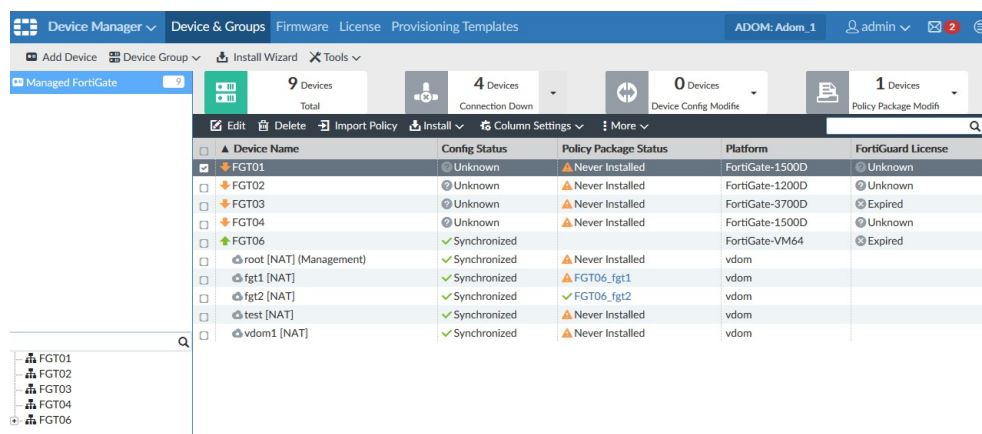 Device Manager Device & Groups Firmware License Provisioning Templates ADOM: Adom_1 admin 2
Add Device Device Group Install Wizard Tools
Managed FortiGate 9
9 Devices
Total
4 Devices
Connection Down
0 Devices
Device Config Modifie
1 Devices
Policy Package Modifi
Edit Delete Import Policy Install Column Settings More
Device Name Config Status Policy Package Status Platform FortiGuard License
FGT01 Unknown Never Installed FortiGate-1500D Unknown
FGT02 Unknown Never Installed FortiGate-1200D Unknown
FGT03 Unknown Never Installed FortiGate-3700D Expired
FGT04 Unknown Never Installed FortiGate-1500D Unknown
FGT06 Synchronized FortiGate-VM64 Expired
root [NAT] (Management) Synchronized Never Installed vdom
fgt1 [NAT] Synchronized FGT06_fgt1 vdom
fgt2 [NAT] Synchronized FGT06_fgt2 vdom
test [NAT] Synchronized Never Installed vdom
vdom1 [NAT] Synchronized Never Installed vdom
FGT01
FGT02
FGT03
FGT04
FGT06